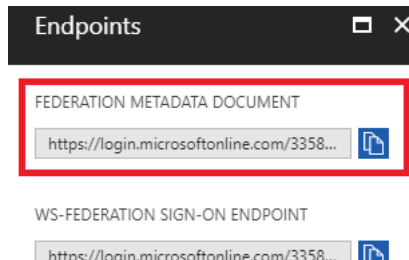 Endpoints
FEDERATION METADATA DOCUMENT
https://login.microsoftonline.com/3358...
WS-FEDERATION SIGN-ON ENDPOINT
https://login.microsoftonline.com/3358...